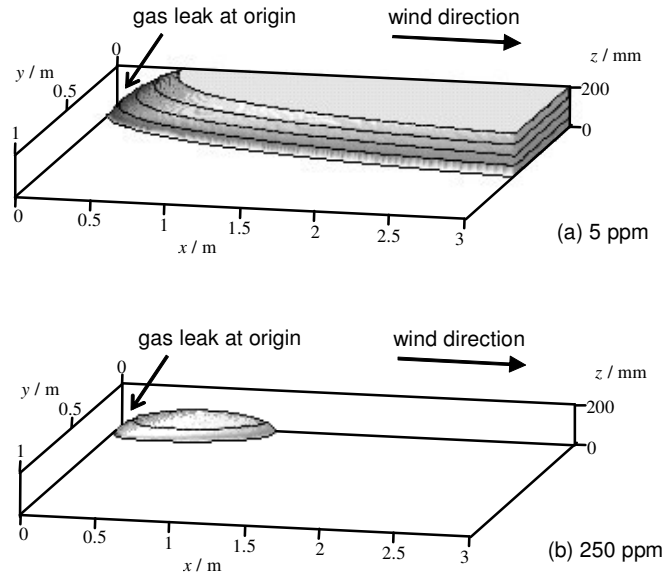 gas leak at origin
wind direction
z / mm
0
200
y / m
0.5
0
1
0
0.5
1
1.5
2
2.5
3
x / m
(a) 5 ppm
gas leak at origin
wind direction
z / mm
0
200
y / m
0.5
0
1
0
0.5
1
1.5
2
2.5
3
x / m
(b) 250 ppm